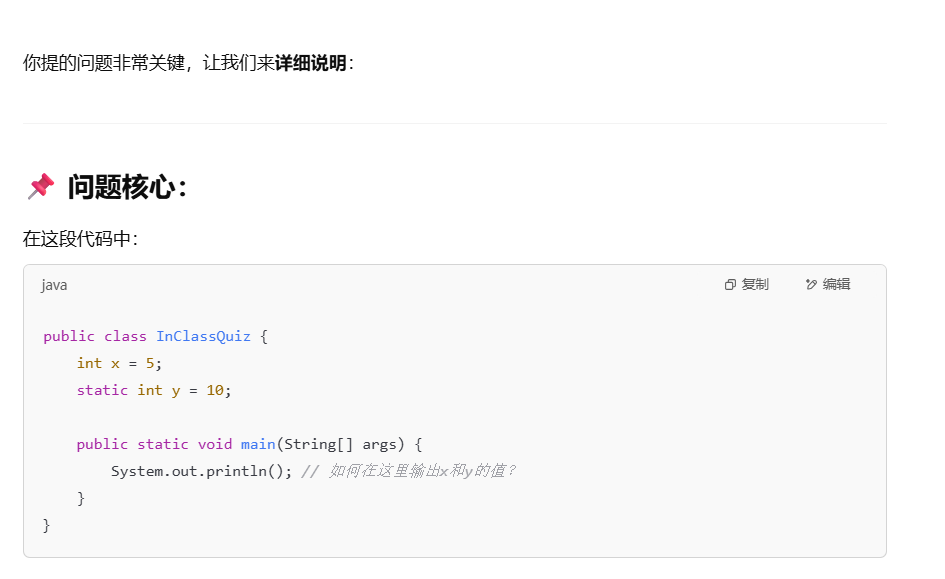 你提的问题非常关键，让我们来详细说明：
📌 问题核心：
在这段代码中：
java 复制 编辑
public class InClassQuiz {
    int x = 5;
    static int y = 10;

    public static void main(String[] args) {
        System.out.println(); // 如何在这里输出x和y的值？
    }
}